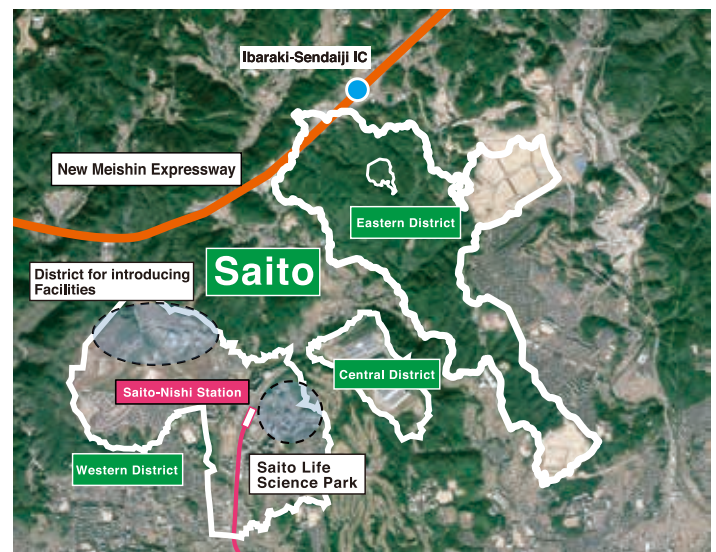 Ibaraki-Sendaiji IC
New Meishin Expressway
Eastern District
Saito
District for introducing
Facilities
Central District
Saito-Nishi Station
Western District
Saito Life
Science Park